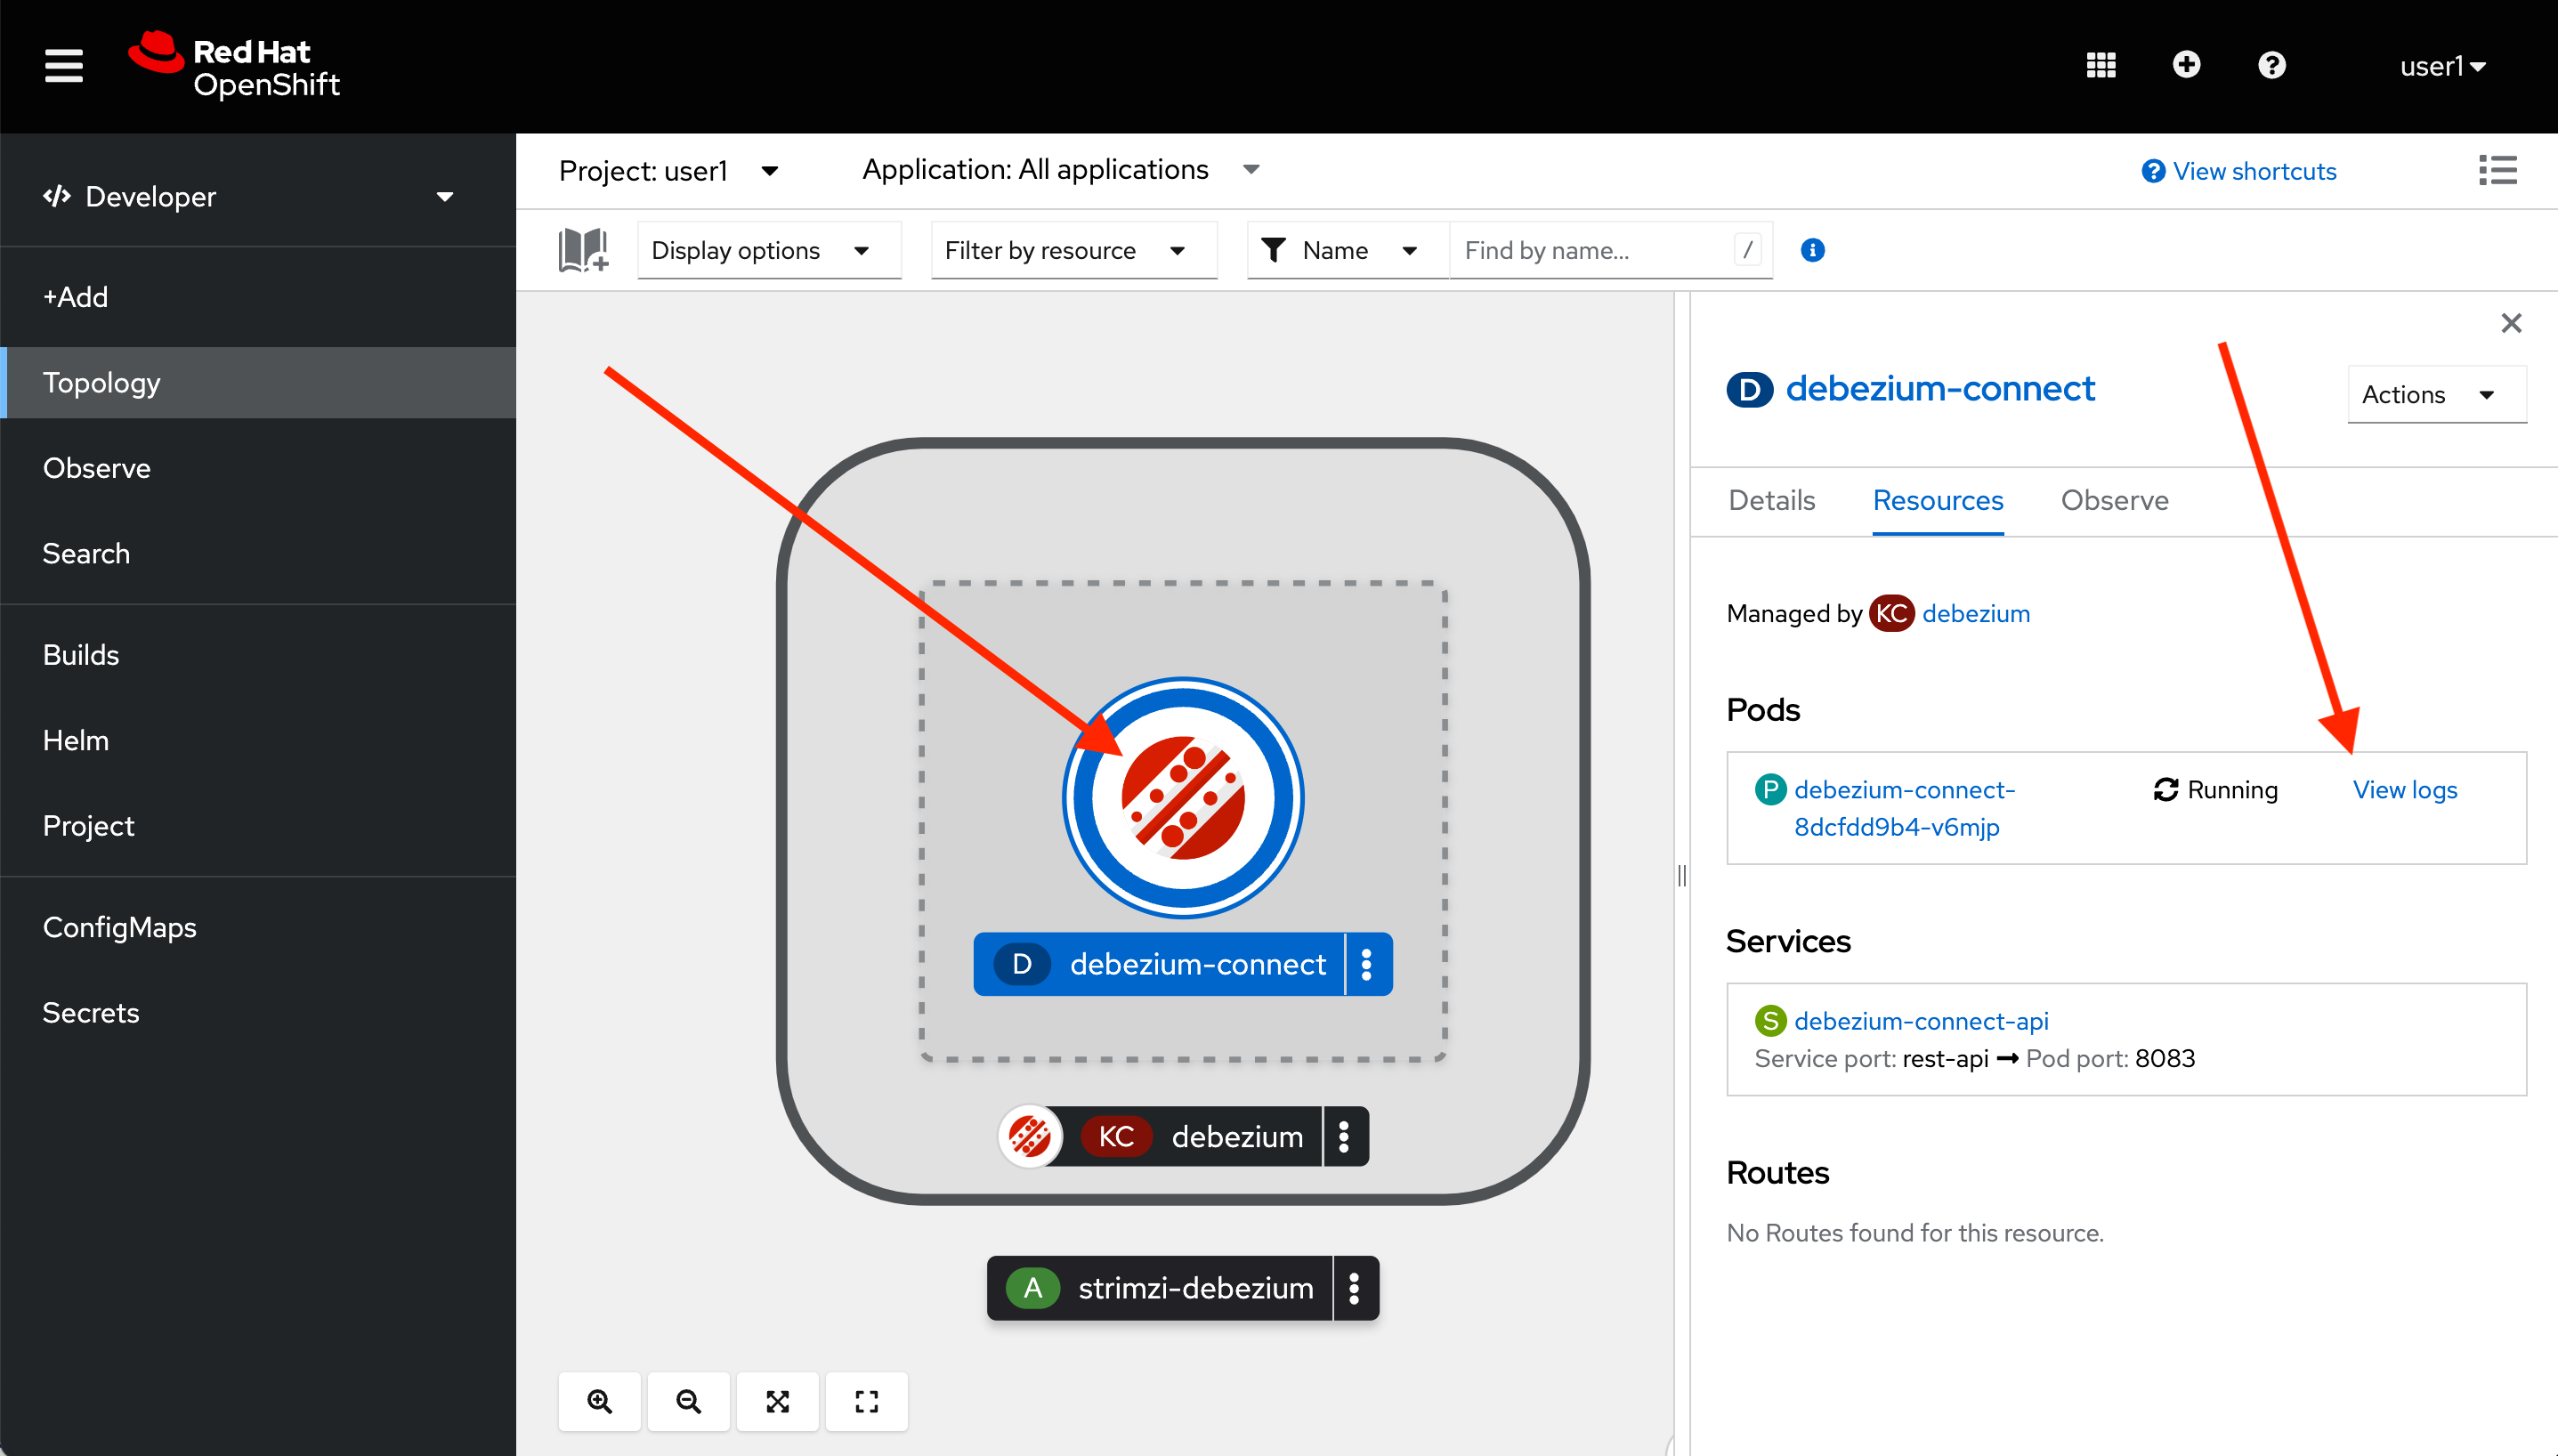 Red Hat
OpenShift
user1
Developer
+Add
Topology
Observe
Search
Builds
Helm
Project
ConfigMaps
Secrets
Project: user1
Application: All applications
View shortcuts
Display options
Filter by resource
Name
Find by name...
/
D debezium-connect
KC debezium
A strimzi-debezium
D debezium-connect
Actions
Details Resources Observe
Managed by KC debezium
Pods
P debezium-connect-
8dcfdd9b4-v6mjp
Running
View logs
Services
S debezium-connect-api
Service port: rest-api → Pod port: 8083
Routes
No Routes found for this resource.